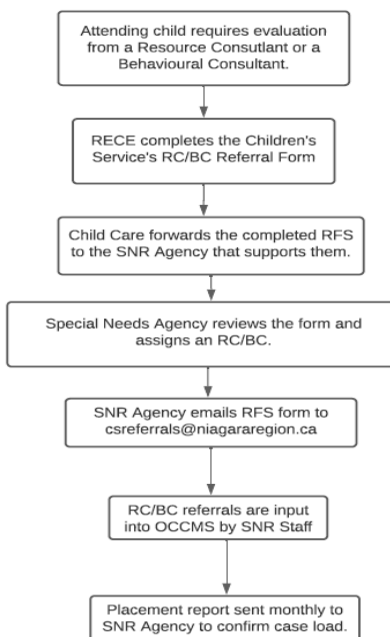 Attending child requires evaluation
from a Resource Consutlant or a
Behavioural Consultant.
RECE completes the Children's
Service's RC/BC Referral Form
Child Care forwards the completed RFS
to the SNR Agency that supports them.
Special Needs Agency reviews the form and
assigns an RC/BC.
SNR Agency emails RFS form to
csreferrals@niagararegion.ca
RC/BC referrals are input
into OCCMS by SNR Staff
Placement report sent monthly to
SNR Agency to confirm case load.